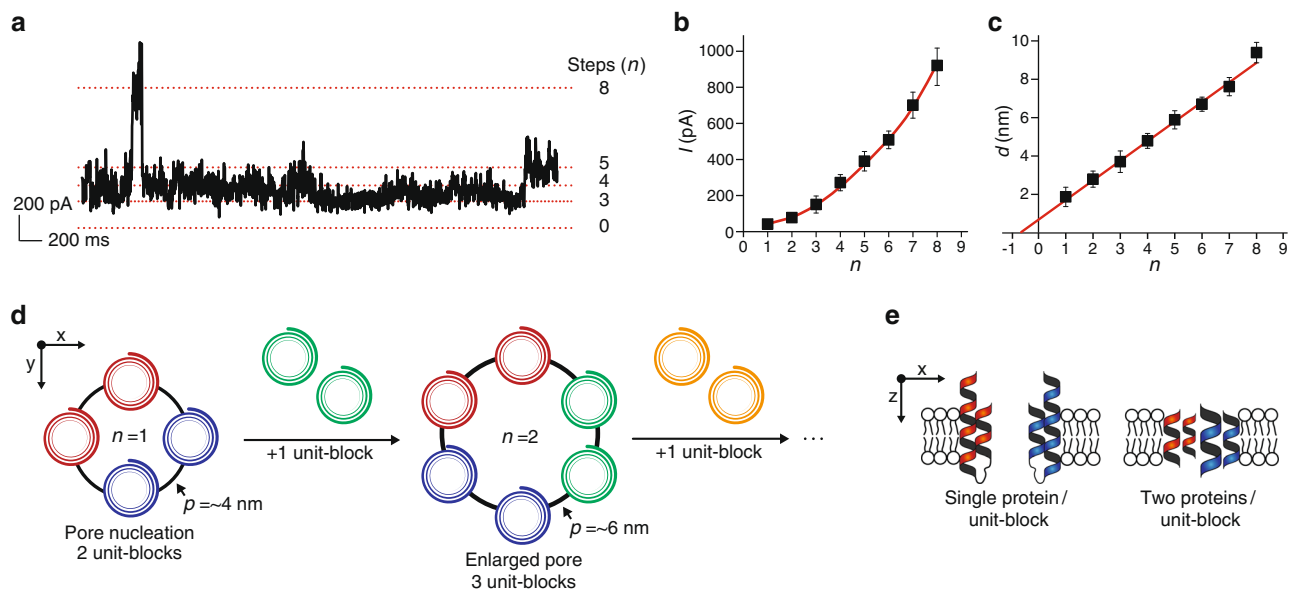 a
Steps (n)
8
5
4
3
0
200 pA
200 ms
b
I (pA)
1000
800
600
400
200
0
0 1 2 3 4 5 6 7 8 9
n
c
d (nm)
10
8
6
4
2
-1 0 1 2 3 4 5 6 7 8 9
n
d
x
y
n=1
p=~4 nm
Pore nucleation
2 unit-blocks
+1 unit-block
n=2
p=~6 nm
Enlarged pore
3 unit-blocks
+1 unit-block
...
e
x
z
Single protein/
unit-block
Two proteins/
unit-block